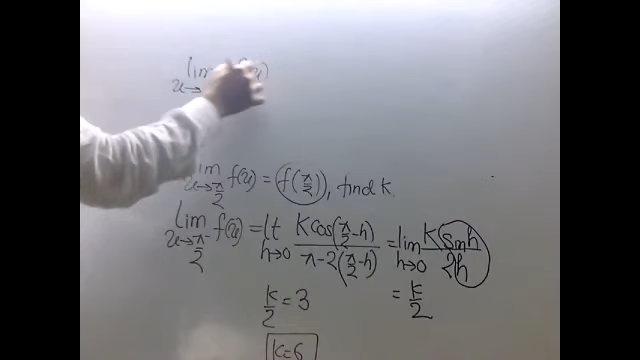 lim
x→
lim x→π/2 f(x) = f(π/2), find k.
lim x→π/2⁻ f(x) = lt h→0 K cos(π/2-h) / π-2(π/2-h) = lim h→0 K sinh / 2h
K/2 = 3 = K/2
K=6